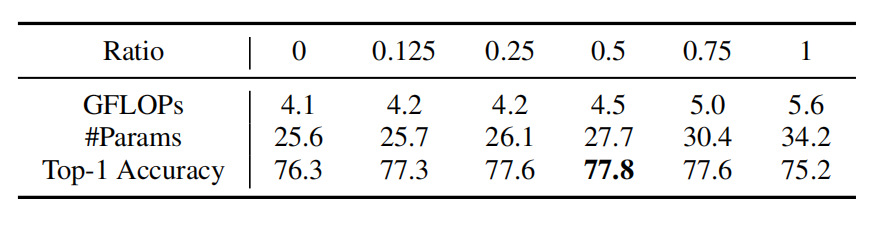 Ratio 0 0.125 0.25 0.5 0.75 1
GFLOPs 4.1 4.2 4.2 4.5 5.0 5.6
#Params 25.6 25.7 26.1 27.7 30.4 34.2
Top-1 Accuracy 76.3 77.3 77.6 77.8 77.6 75.2